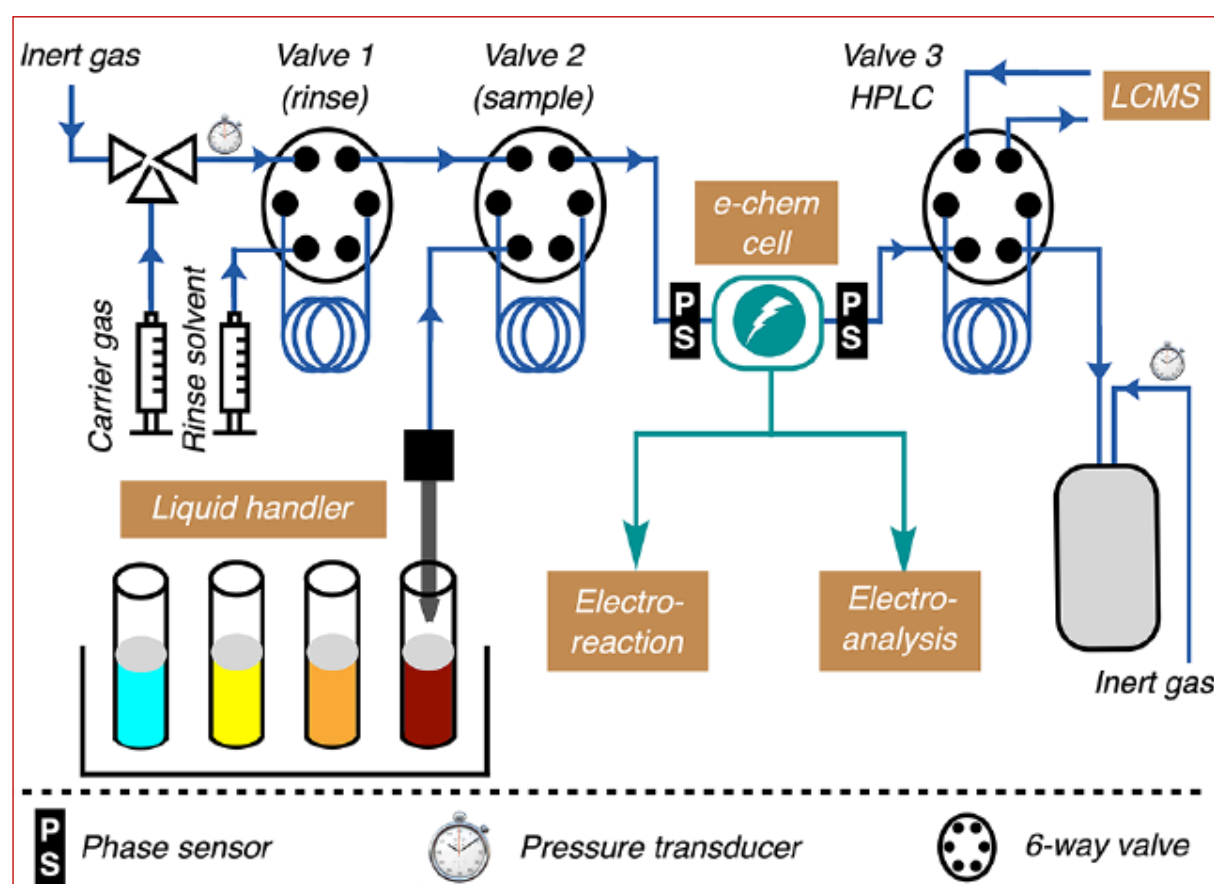 Inert gas
Valve 1
(rinse)
Valve 2
(sample)
Valve 3
HPLC
LCMS
e-chem
cell
P
S
P
S
Carrier gas
Rinse solvent
Liquid handler
Electro-
reaction
Electro-
analysis
Inert gas
P
S
Phase sensor
Pressure transducer
6-way valve